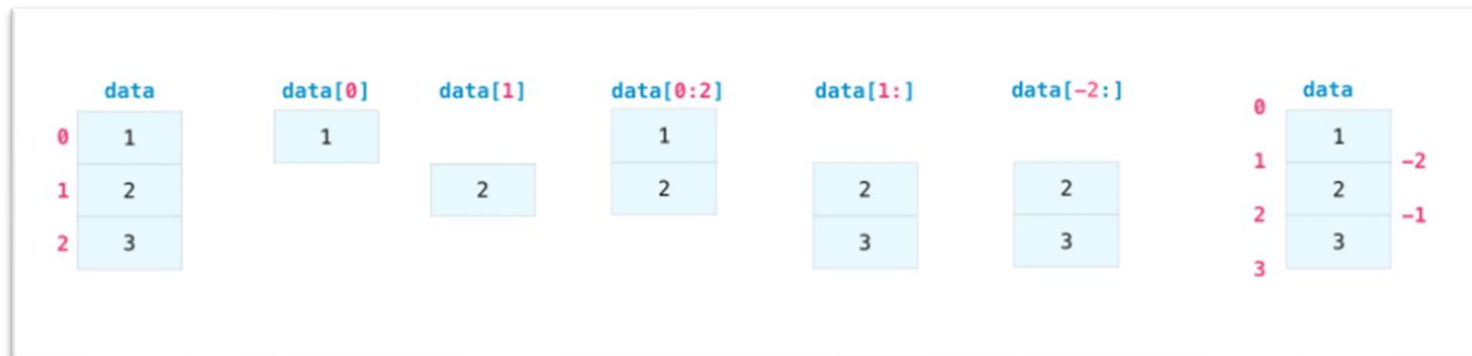 data data[0] data[1] data[0:2] data[1:] data[-2:] data
0
0 1 1 1 1
1 -2
1 2 2 2 2 2 2
2 -1
2 3 3 3 3
3